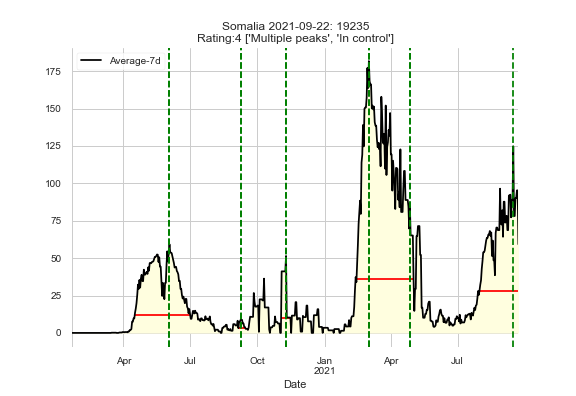 Somalia 2021-09-22: 19235
Rating:4 ['Multiple peaks', 'In control']
Average-7d
175
150
125
100
75
50
25
0
Apr Jul Oct Jan Apr Jul
2021
Date